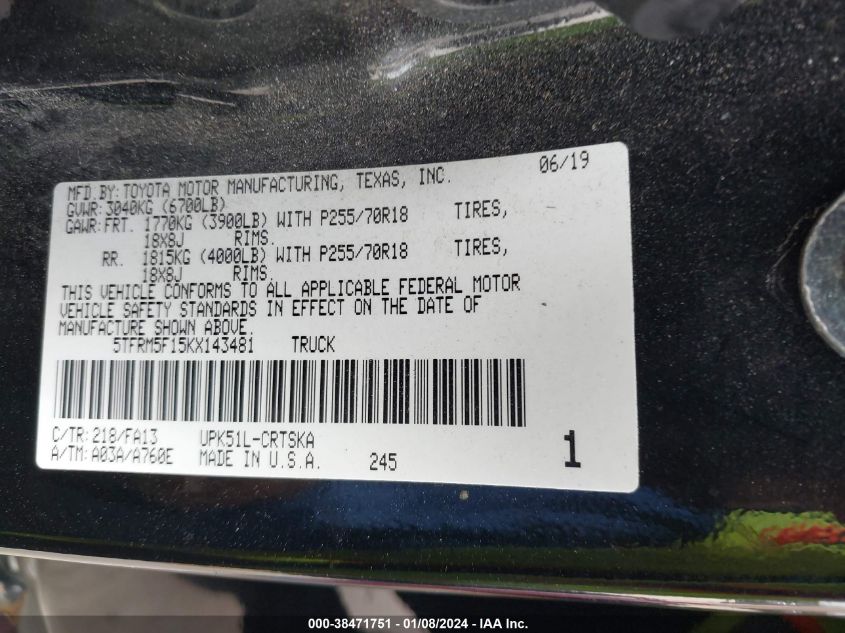 06/19
MFD.BY:TOYOTA MOTOR MANUFACTURING, TEXAS, INC.
GVWR:3040KG (6700LB)
GAWR:FRT. 1770KG (3900LB) WITH P255/70R18 TIRES,
18X8J RIMS.
RR. 1815KG (4000LB) WITH P255/70R18 TIRES,
18X8J RIMS.
THIS VEHICLE CONFORMS TO ALL APPLICABLE FEDERAL MOTOR
VEHICLE SAFETY STANDARDS IN EFFECT ON THE DATE OF
MANUFACTURE SHOWN ABOVE.
5TFRM5F15KX143481 TRUCK
C/TR:218/FA13 UPK51L-CRTSKA
A/TM:A03A/A760E MADE IN U.S.A. 245 1
000-38471751 - 01/08/2024 - IAA Inc.